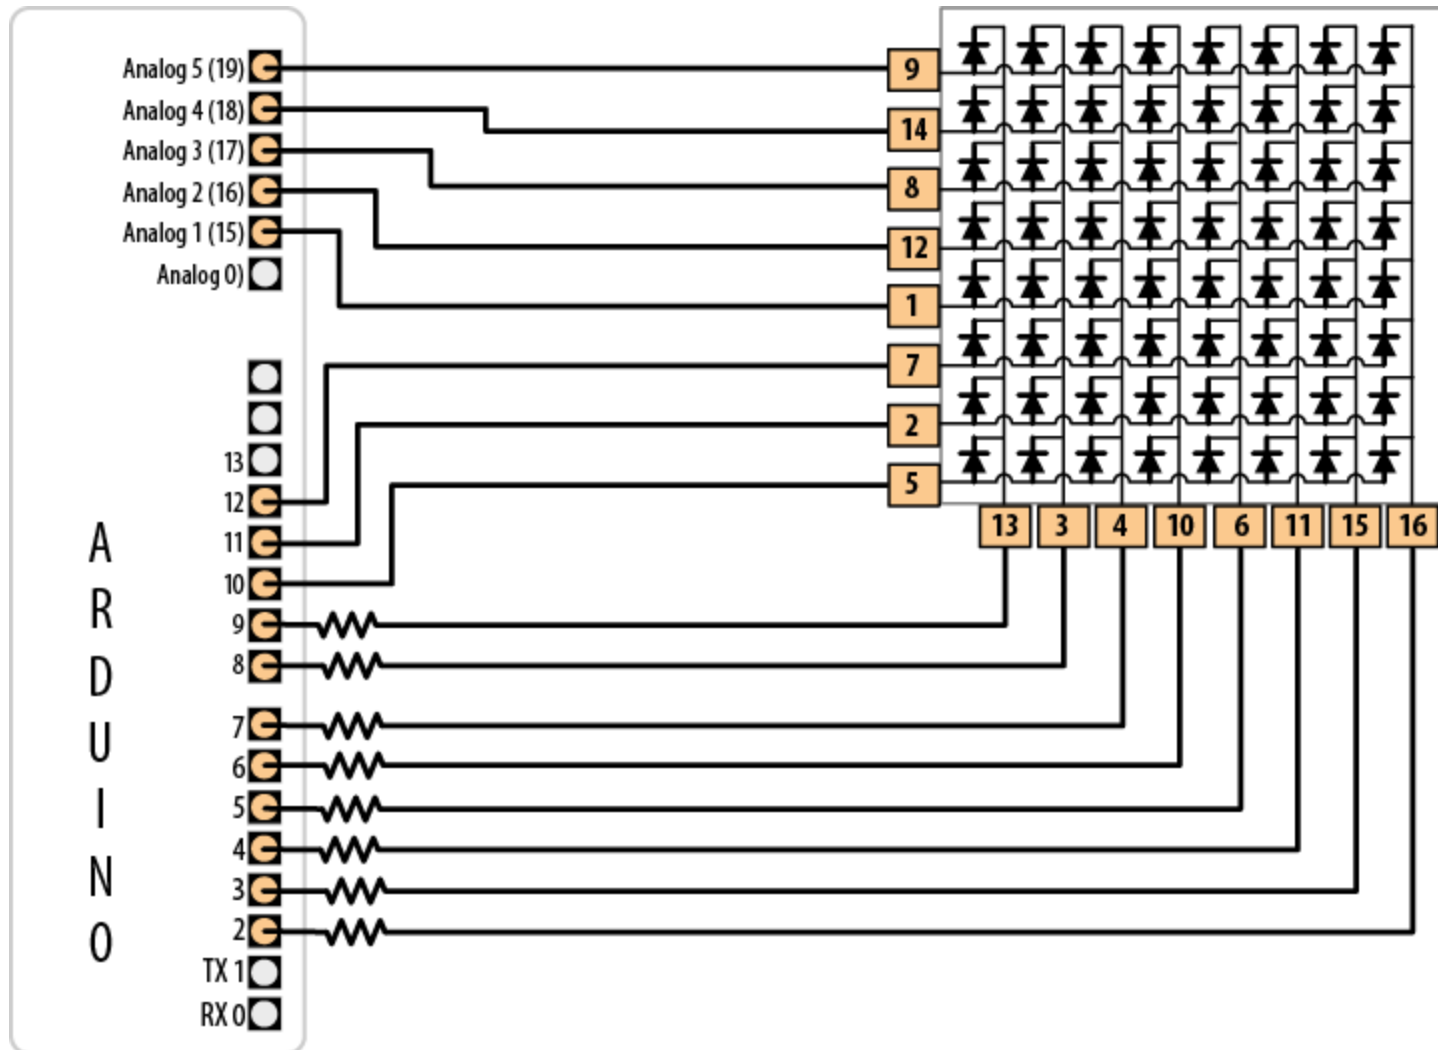 Analog 5 (19)
Analog 4 (18)
Analog 3 (17)
Analog 2 (16)
Analog 1 (15)
Analog 0)
13
12
11
10
9
8
7
6
5
4
3
2
TX 1
RX 0
ARDUINO
9
14
8
12
1
7
2
5
13 3 4 10 6 11 15 16